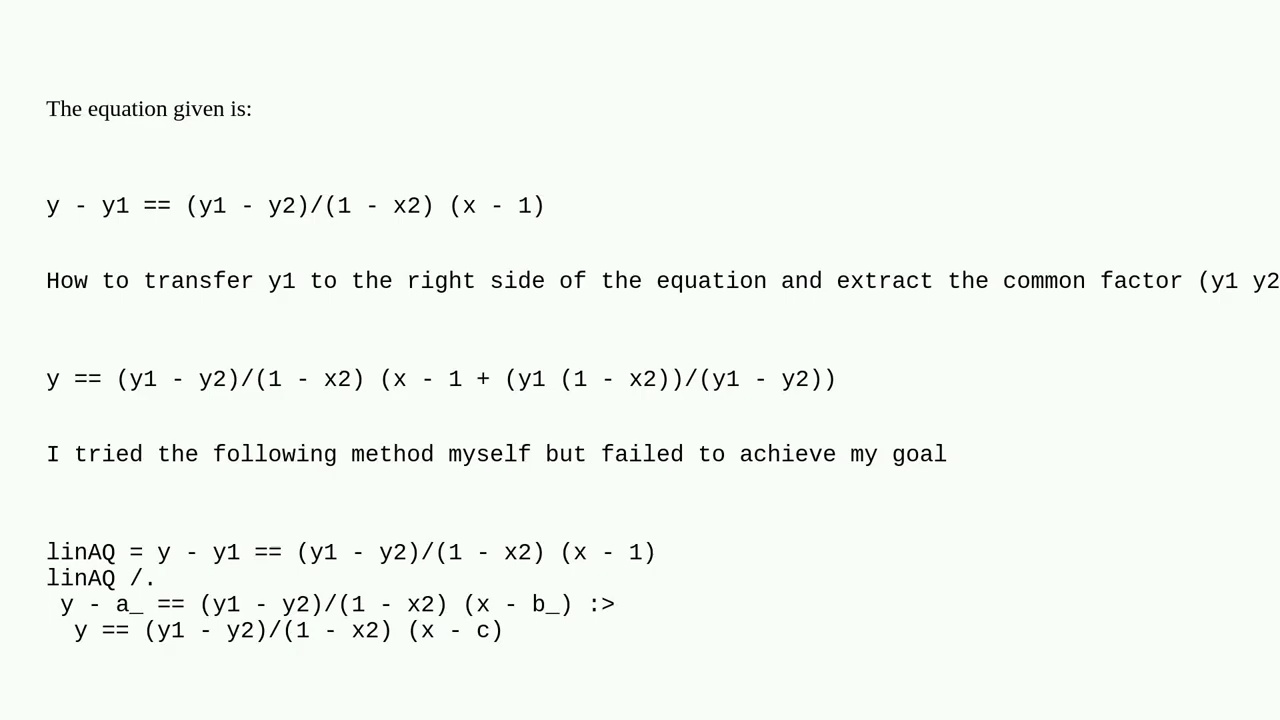 The equation given is:
y - y1 == (y1 - y2)/(1 - x2) (x - 1)
How to transfer y1 to the right side of the equation and extract the common factor (y1 y2
y == (y1 - y2)/(1 - x2) (x - 1 + (y1 (1 - x2))/(y1 - y2))
I tried the following method myself but failed to achieve my goal
linAQ = y - y1 == (y1 - y2)/(1 - x2) (x - 1)
linAQ /.
 y - a_ == (y1 - y2)/(1 - x2) (x - b_) :>
  y == (y1 - y2)/(1 - x2) (x - c)